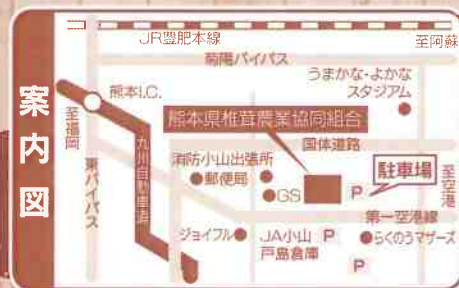 案内図
JR豊肥本線
至阿蘇
菊陽バイパス
うまかな・よかな
スタジアム
熊本I.C.
至福岡
熊本県椎茸農業協同組合
国体道路
東バイパス
九州自動車道
消防小山出張所
郵便局
GS
P
駐車場
至空港
第一空港線
ジョイフル
JA小山
戸島倉庫
P
らくのうマザーズ
P